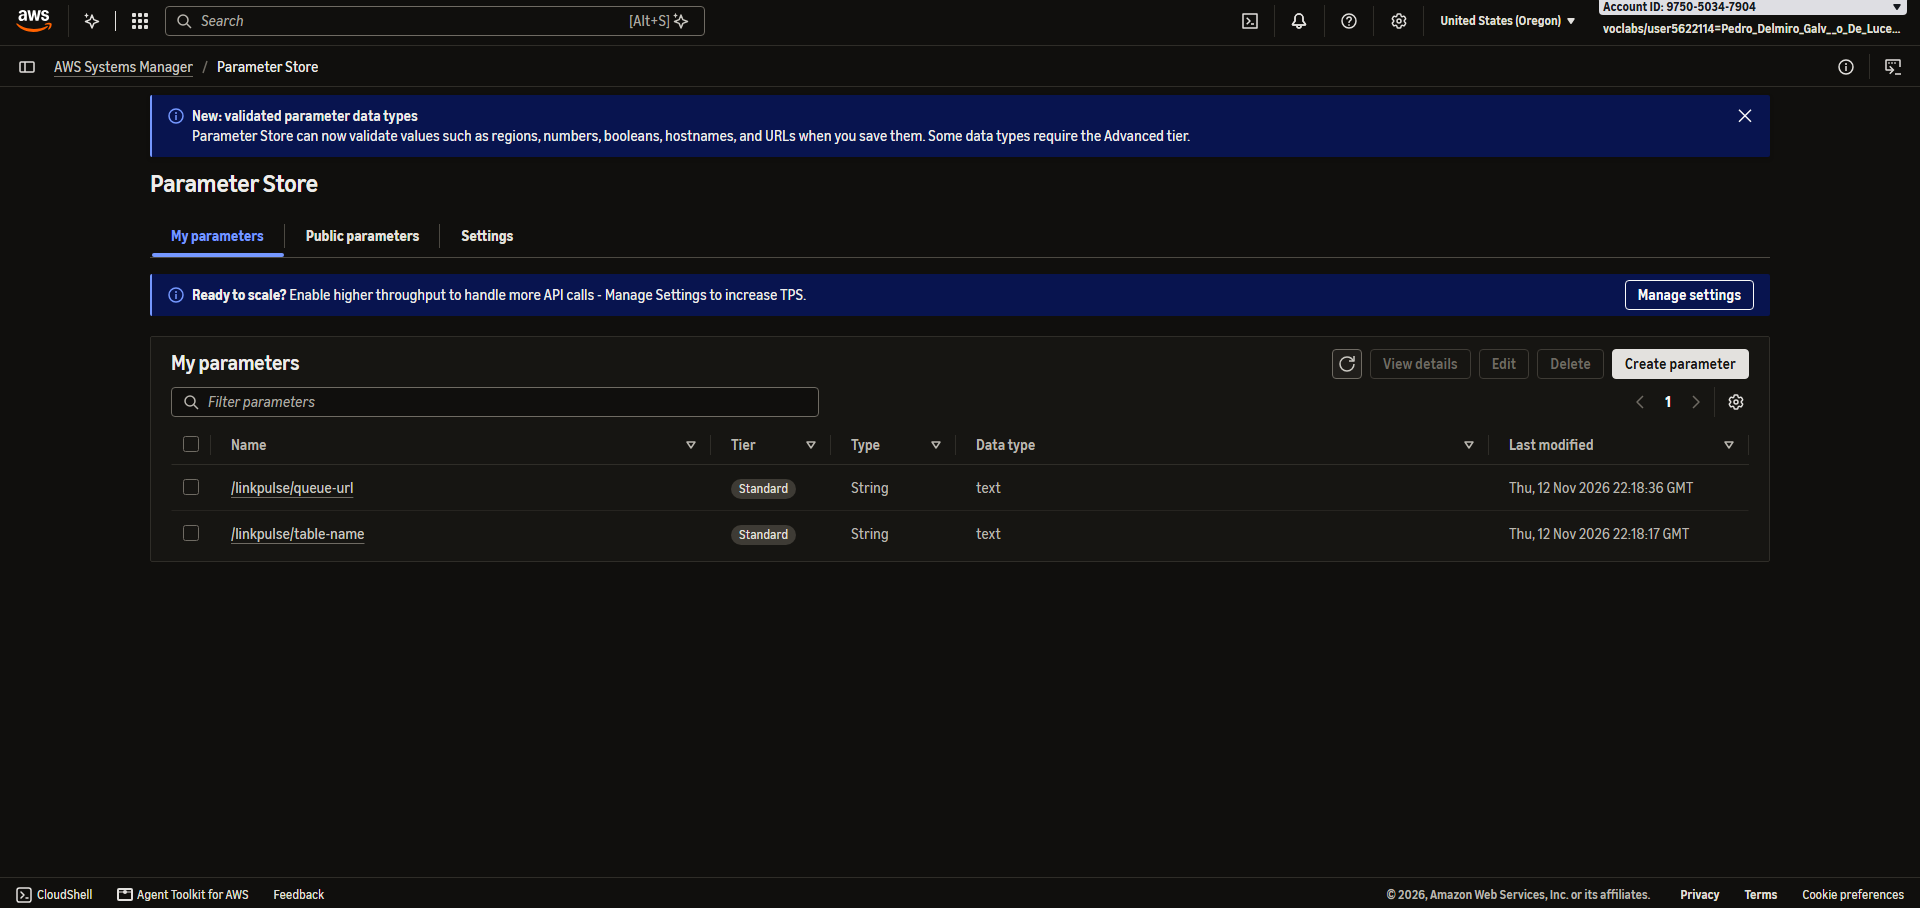 aws
Search [Alt+S]
United States (Oregon)
Account ID: 9750-5034-7904
voclabs/user5622114=Pedro_Delmiro_Galv__o_De_Luce...
AWS Systems Manager / Parameter Store
New: validated parameter data types
Parameter Store can now validate values such as regions, numbers, booleans, hostnames, and URLs when you save them. Some data types require the Advanced tier.
Parameter Store
My parameters Public parameters Settings
Ready to scale? Enable higher throughput to handle more API calls - Manage Settings to increase TPS. Manage settings
My parameters View details Edit Delete Create parameter
Filter parameters 1
Name Tier Type Data type Last modified
/linkpulse/queue-url Standard String text Thu, 12 Nov 2026 22:18:36 GMT
/linkpulse/table-name Standard String text Thu, 12 Nov 2026 22:18:17 GMT
CloudShell Agent Toolkit for AWS Feedback © 2026, Amazon Web Services, Inc. or its affiliates. Privacy Terms Cookie preferences